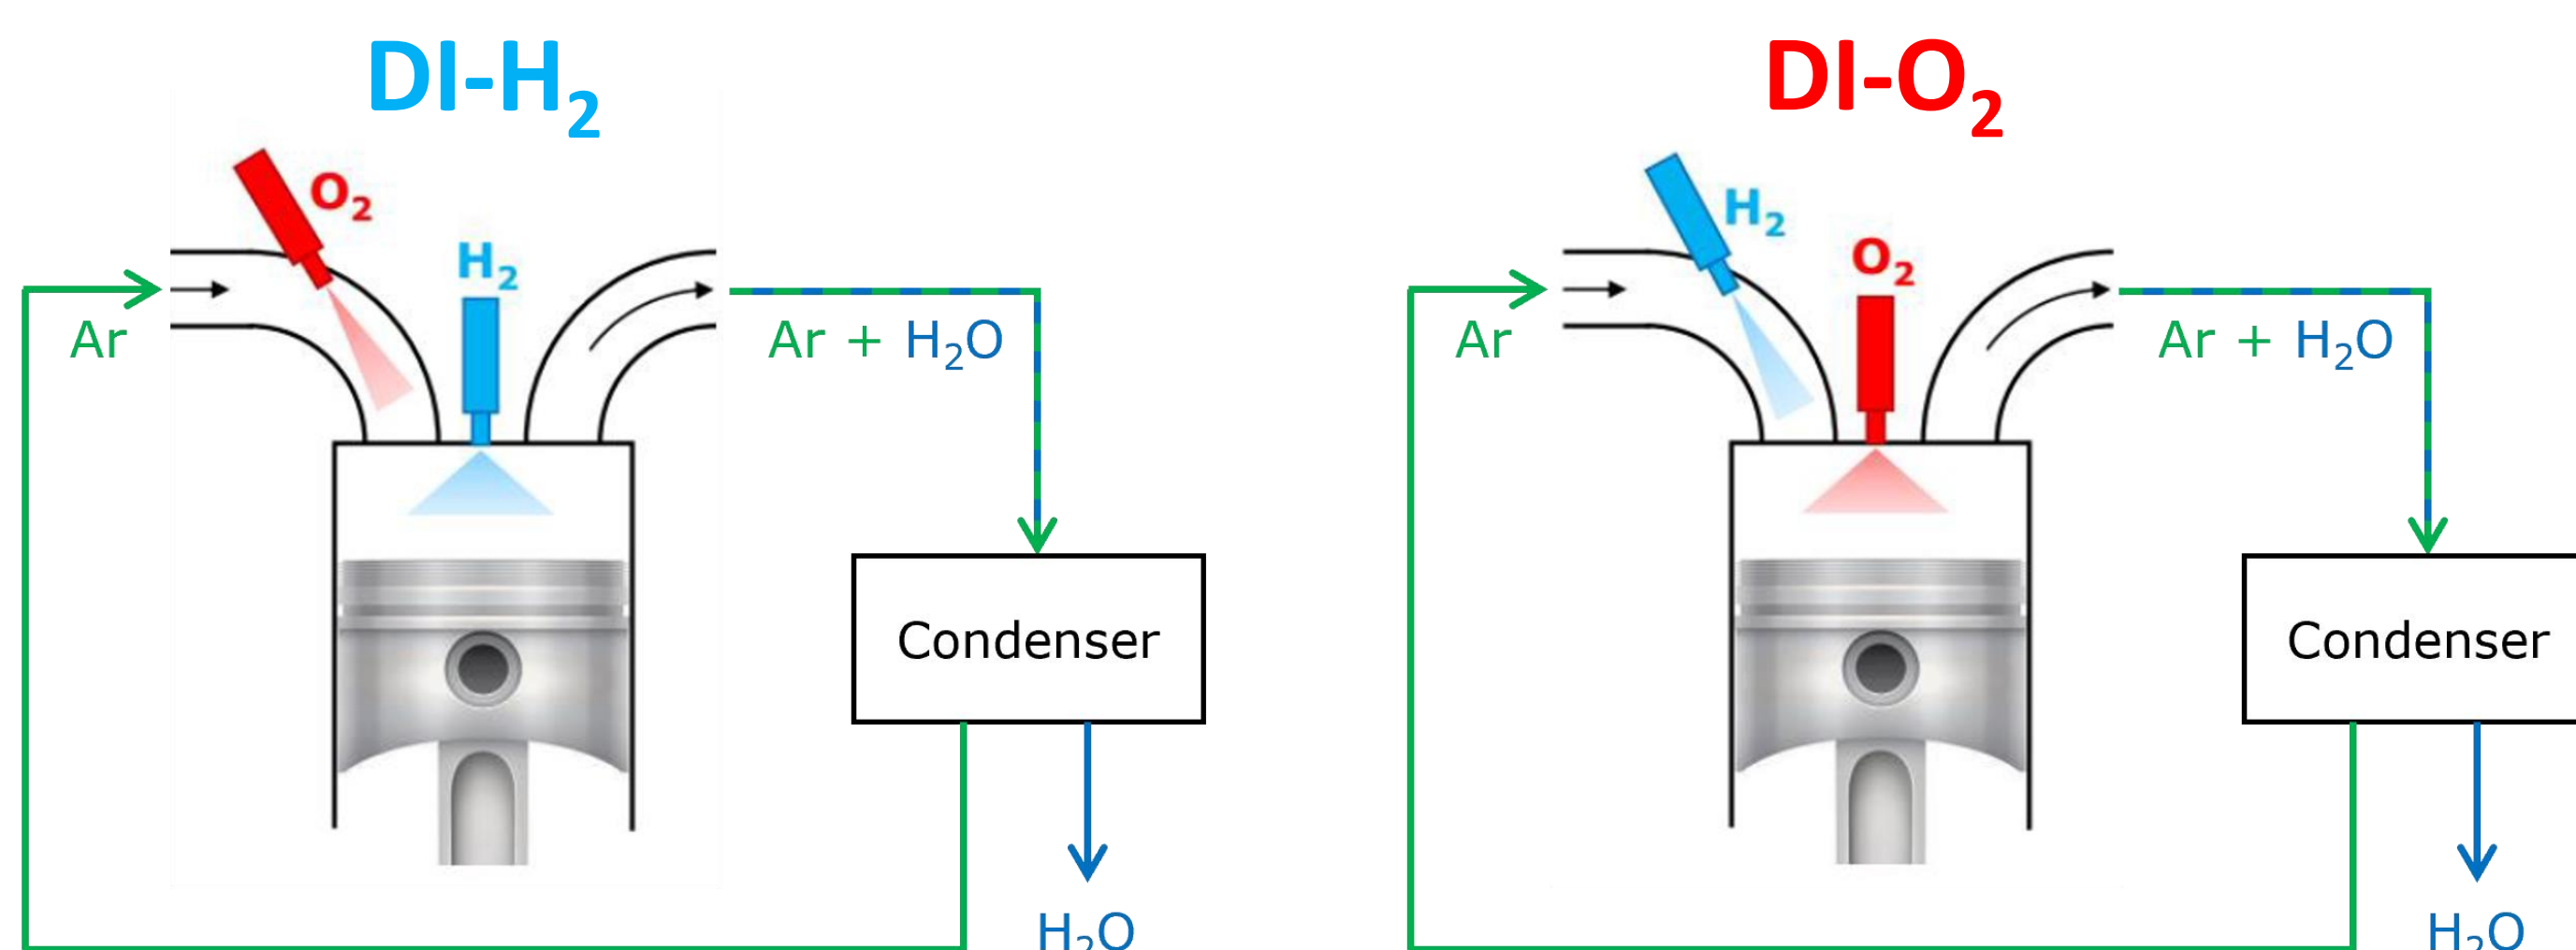 DI-H₂
O₂
H₂
Ar
Ar + H₂O
Condenser
H₂O
DI-O₂
H₂
O₂
Ar
Ar + H₂O
Condenser
H₂O